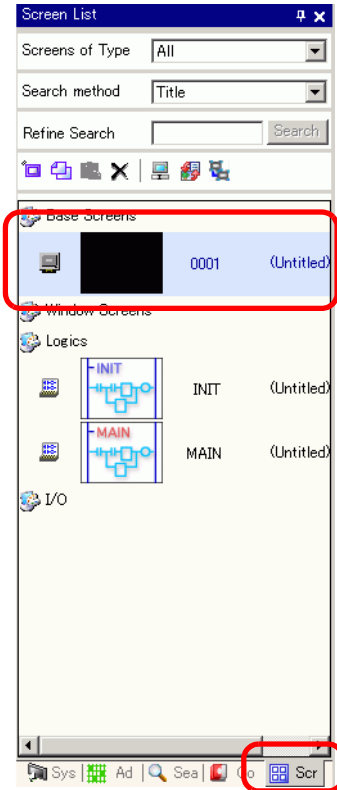 Screen List
Screens of Type All
Search method Title
Refine Search Search
Base Screens
0001 (Untitled)
Window Screens
Logics
INIT INIT (Untitled)
MAIN MAIN (Untitled)
I/O
Sys Ad Sea Co Scr